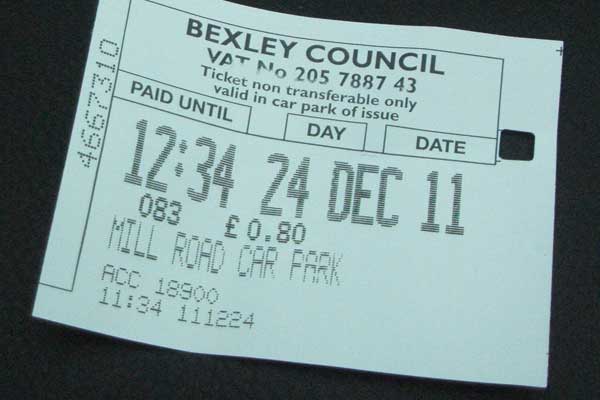 BEXLEY COUNCIL
VAT No 205 7887 43
Ticket non transferable only
valid in car park of issue
PAID UNTIL DAY DATE
12:34 24 DEC 11
083 £0.80
MILL ROAD CAR PARK
ACC 18900
11:34 111224
4667310